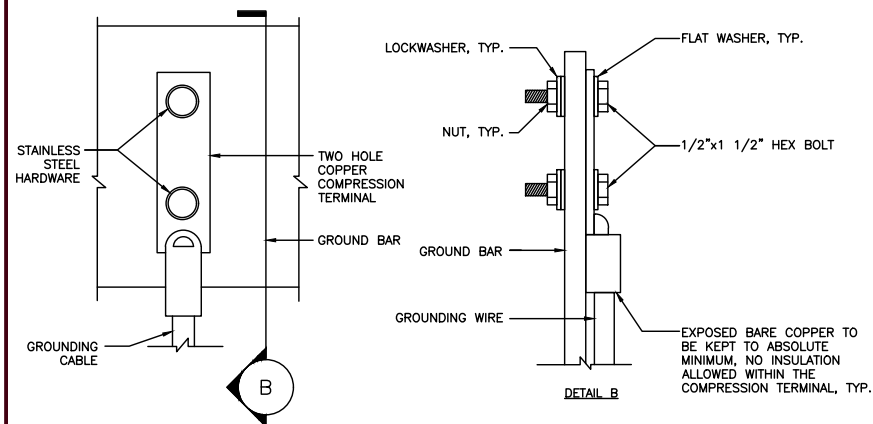 STAINLESS
STEEL
HARDWARE
TWO HOLE
COPPER
COMPRESSION
TERMINAL
GROUND BAR
GROUNDING
CABLE
B
LOCKWASHER, TYP.
FLAT WASHER, TYP.
NUT, TYP.
1/2"x1 1/2" HEX BOLT
GROUND BAR
GROUNDING WIRE
EXPOSED BARE COPPER TO
BE KEPT TO ABSOLUTE
MINIMUM, NO INSULATION
ALLOWED WITHIN THE
COMPRESSION TERMINAL, TYP.
DETAIL B